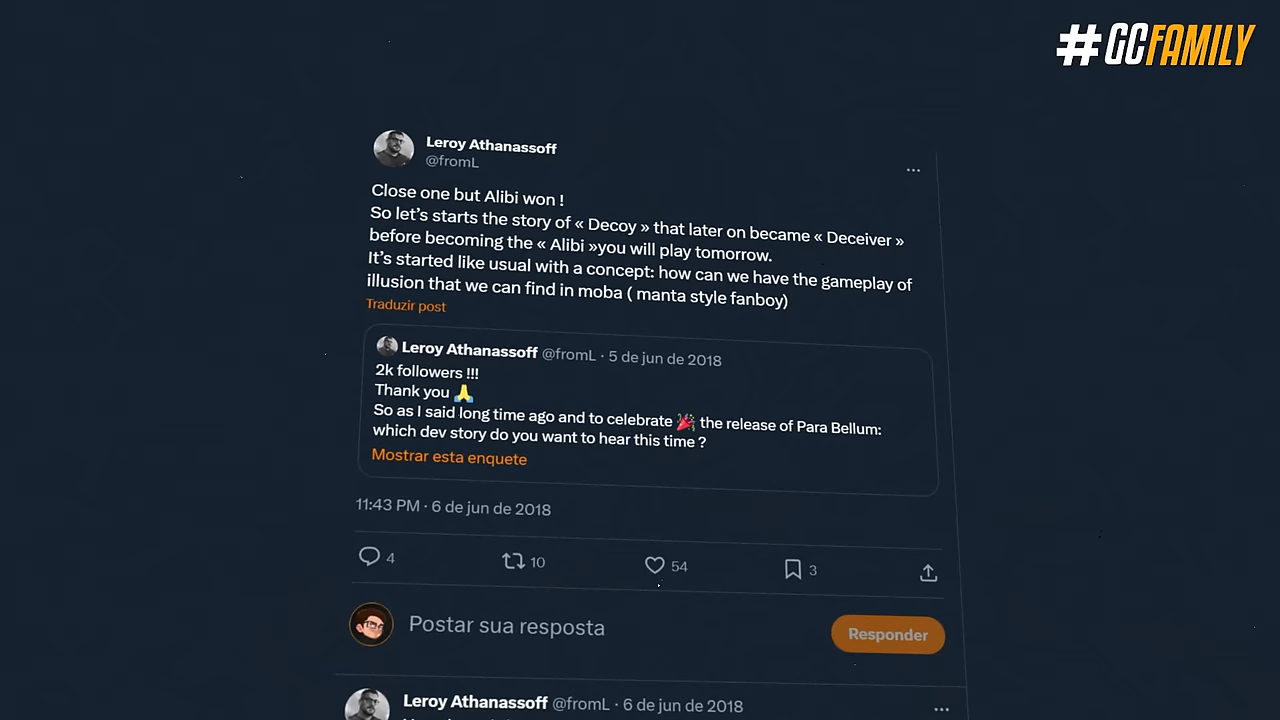 #GCFAMILY
Leroy Athanassoff
@fromL
Close one but Alibi won !
So let's starts the story of « Decoy » that later on became « Deceiver »
before becoming the « Alibi »you will play tomorrow.
It's started like usual with a concept: how can we have the gameplay of
illusion that we can find in moba ( manta style fanboy)
Traduzir post
Leroy Athanassoff @fromL · 5 de jun de 2018
2k followers !!!
Thank you 🙏
So as I said long time ago and to celebrate 🎉 the release of Para Bellum:
which dev story do you want to hear this time ?
Mostrar esta enquete
11:43 PM · 6 de jun de 2018
4 10 54 3
Postar sua resposta
Responder
Leroy Athanassoff @fromL · 6 de jun de 2018